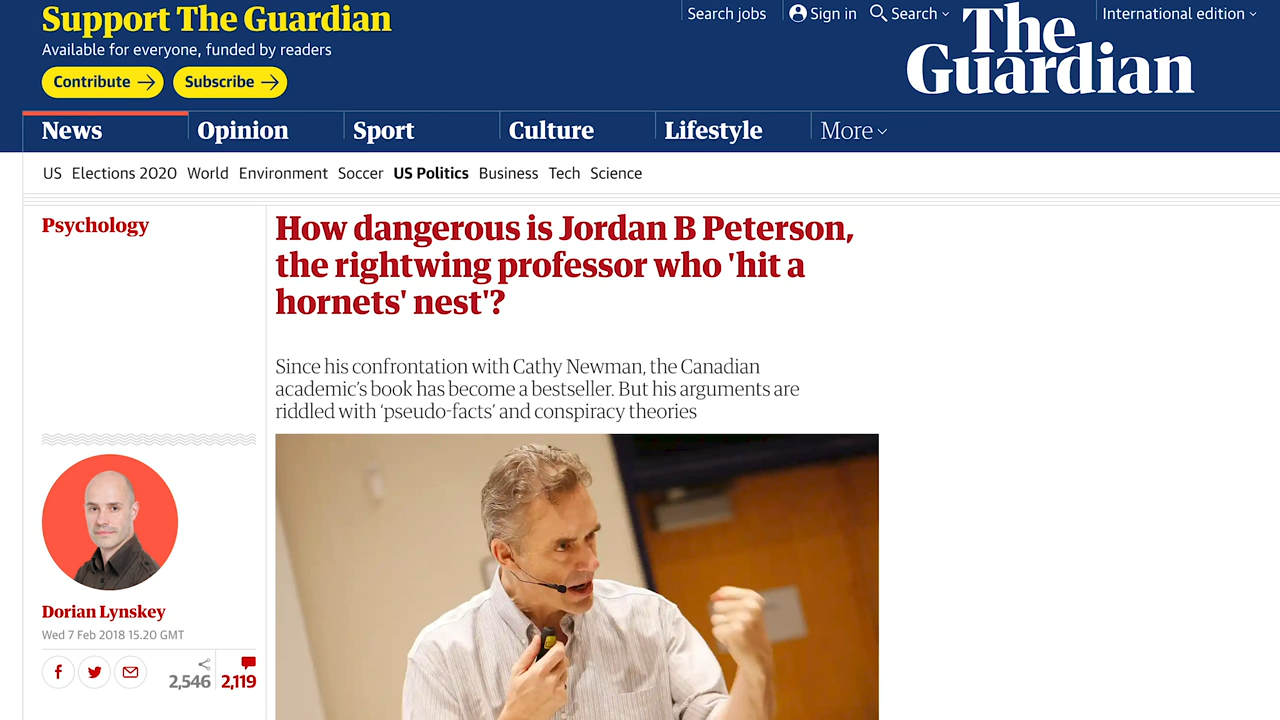 Support The Guardian
Available for everyone, funded by readers
Contribute
Subscribe
Search jobs
Sign in
Search
International edition
The
Guardian
News
Opinion
Sport
Culture
Lifestyle
More
US Elections 2020 World Environment Soccer US Politics Business Tech Science
Psychology
How dangerous is Jordan B Peterson,
the rightwing professor who 'hit a
hornets' nest'?
Since his confrontation with Cathy Newman, the Canadian
academic’s book has become a bestseller. But his arguments are
riddled with ‘pseudo-facts’ and conspiracy theories
Dorian Lynskey
Wed 7 Feb 2018 15.20 GMT
2,546
2,119